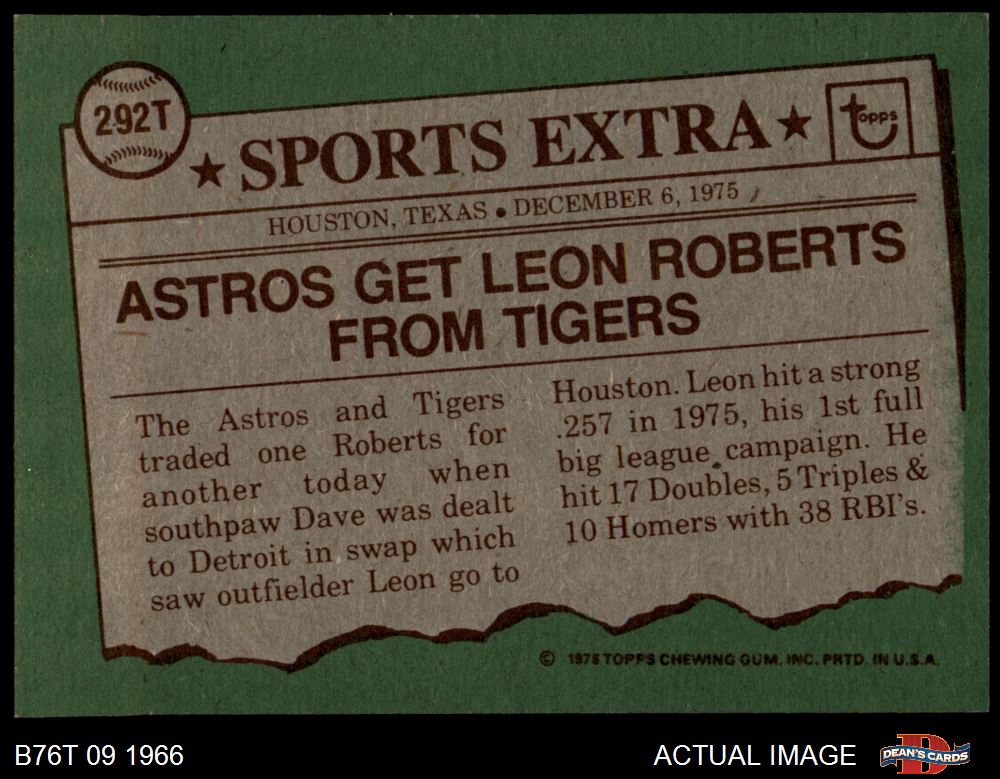 292T
★ SPORTS EXTRA ★
topps
HOUSTON, TEXAS • DECEMBER 6, 1975
ASTROS GET LEON ROBERTS
FROM TIGERS
The Astros and Tigers
traded one Roberts for
another today when
southpaw Dave was dealt
to Detroit in swap which
saw outfielder Leon go to
Houston. Leon hit a strong
.257 in 1975, his 1st full
big league campaign. He
hit 17 Doubles, 5 Triples &
10 Homers with 38 RBI's.
© 1976 TOPPS CHEWING GUM, INC. PRTD. IN U.S.A.
B76T 09 1966
ACTUAL IMAGE
DEAN'S CARDS